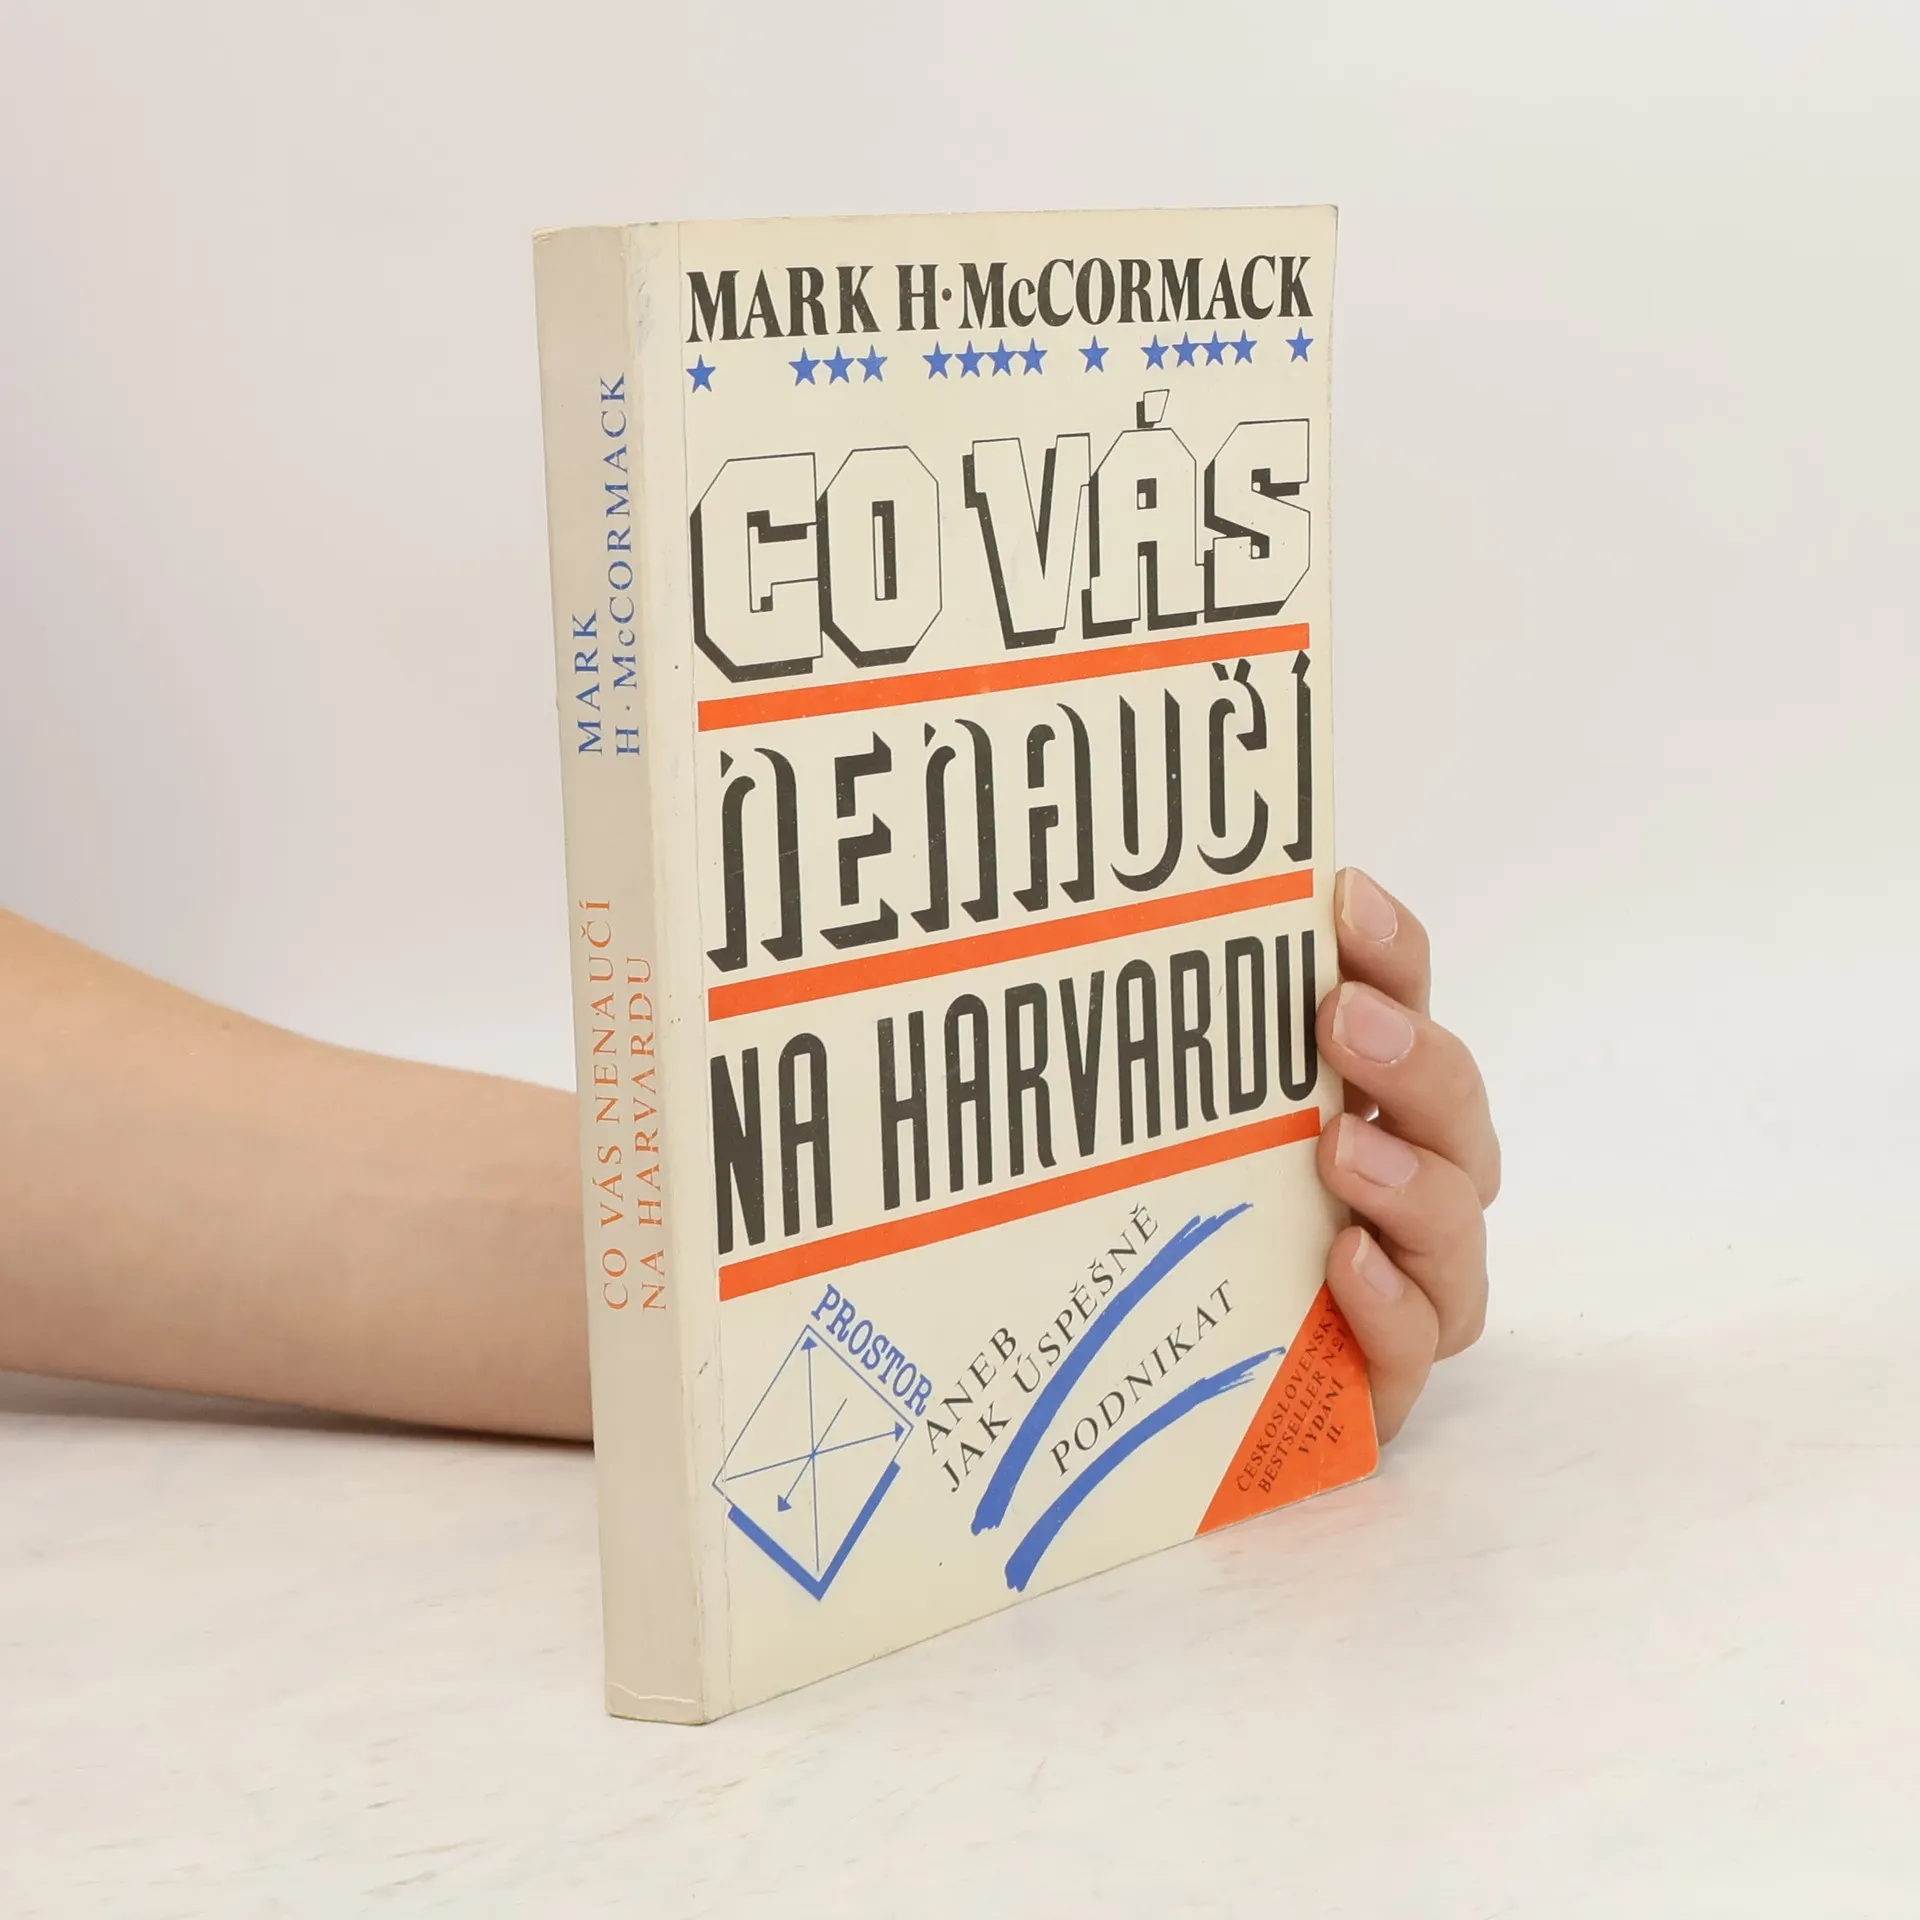 MARK H·McCORMACK
CO VÁS
NENAUČÍ
NA HARVARDU
PROSTOR
ANEB
JAK ÚSPĚŠNĚ
PODNIKAT
ČESKOSLOVENSKÝ
BESTSELLER Nº1
VYDÁNÍ
II.
MARK
H·McCORMACK
CO VÁS NENAUČÍ
NA HARVARDU